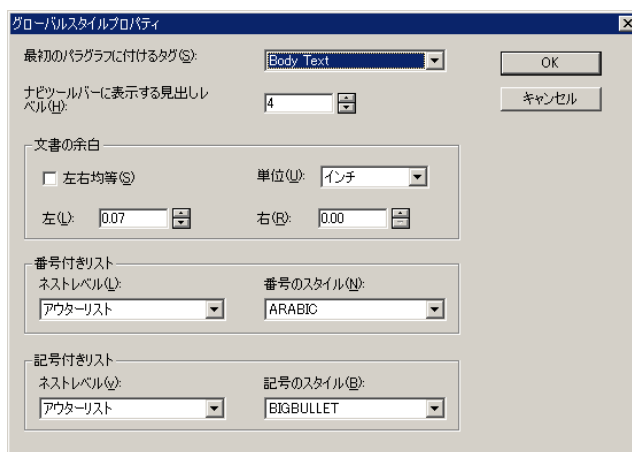 グローバルスタイルプロパティ
最初のパラグラフに付けるタグ(S):
Body Text
OK
ナビツールバーに表示する見出しレ
ベル(H):
4
キャンセル
文書の余白
左右均等(S)
単位(U):
インチ
左(L):
0.07
右(R):
0.00
番号付きリスト
ネストレベル(L):
番号のスタイル(N):
アウターリスト
ARABIC
記号付きリスト
ネストレベル(v):
記号のスタイル(B):
アウターリスト
BIGBULLET